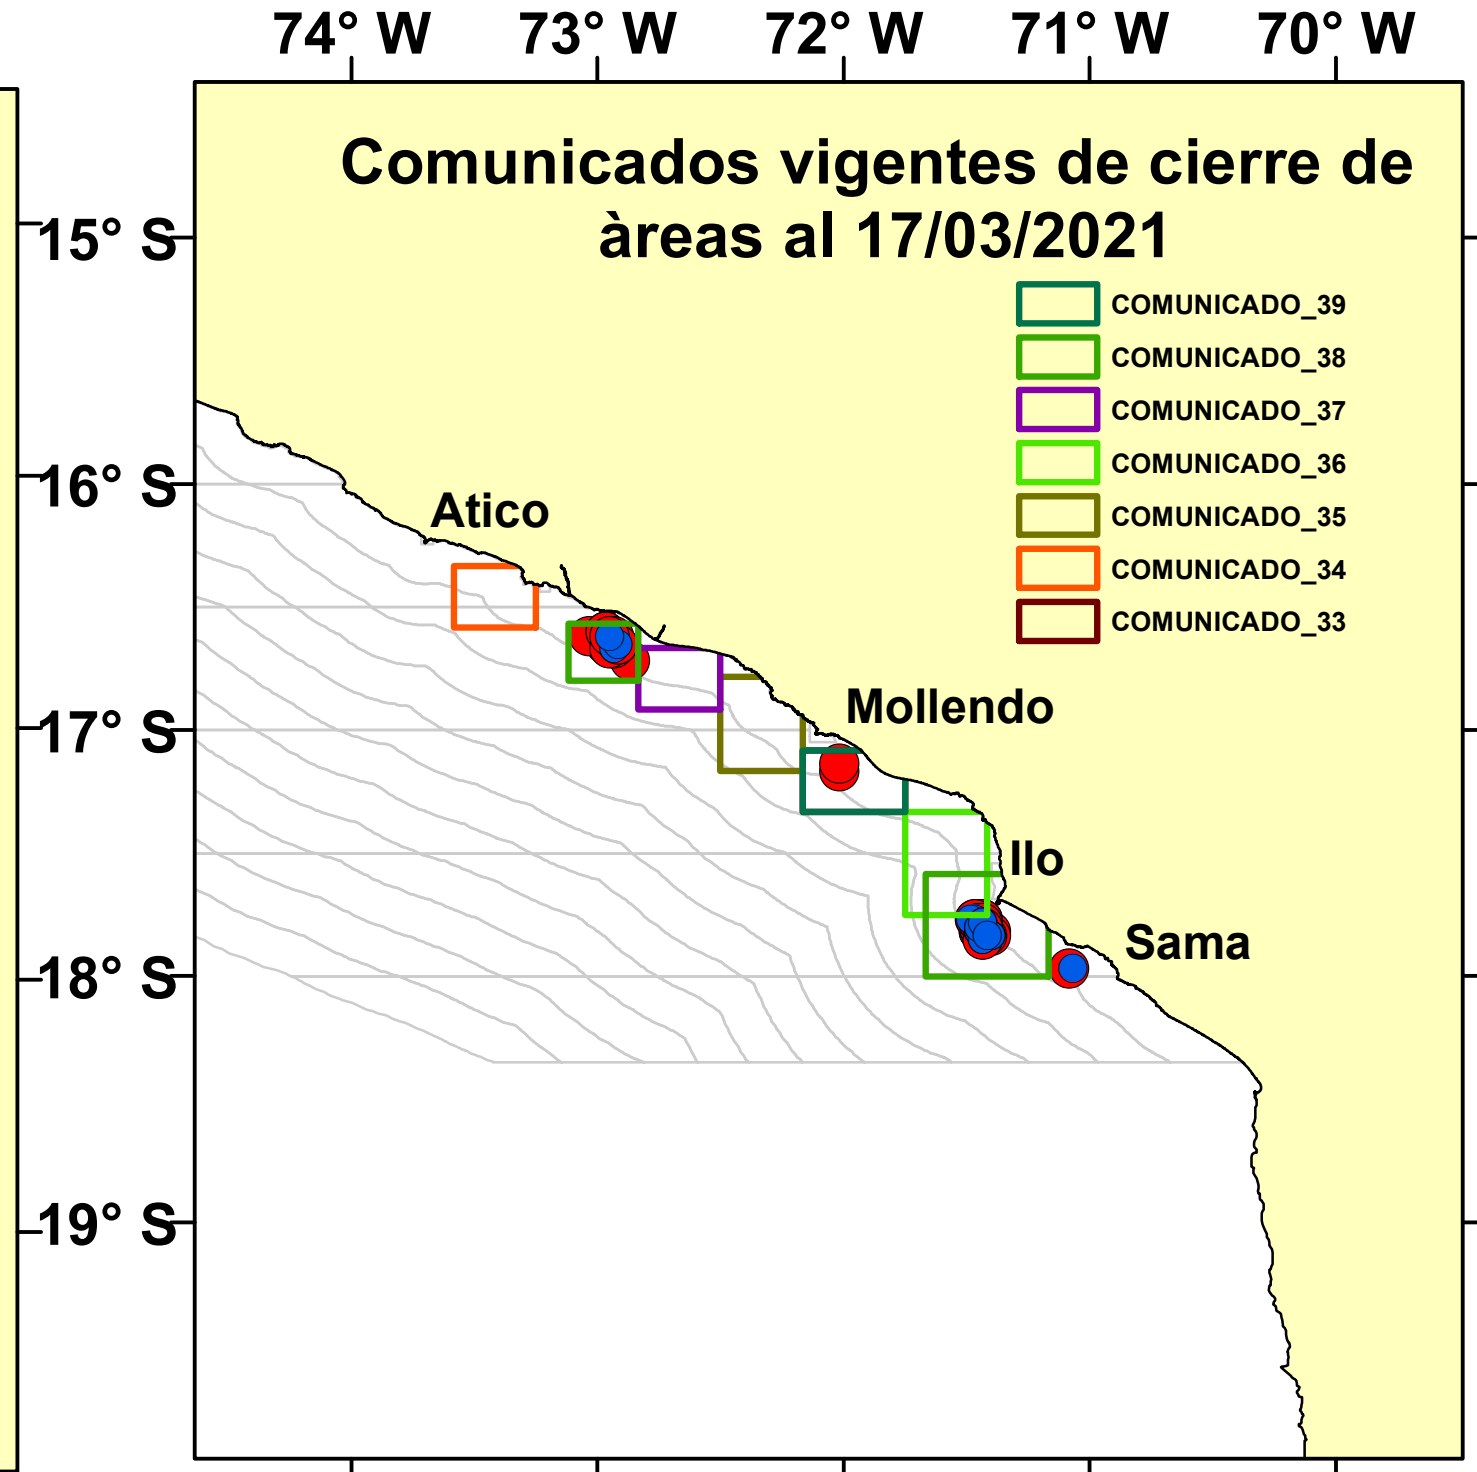 74° W 73° W 72° W 71° W 70° W
Comunicados vigentes de cierre de
àreas al 17/03/2021
15° S
COMUNICADO_39
COMUNICADO_38
COMUNICADO_37
COMUNICADO_36
COMUNICADO_35
COMUNICADO_34
COMUNICADO_33
16° S
Atico
17° S
Mollendo
Ilo
Sama
18° S
19° S